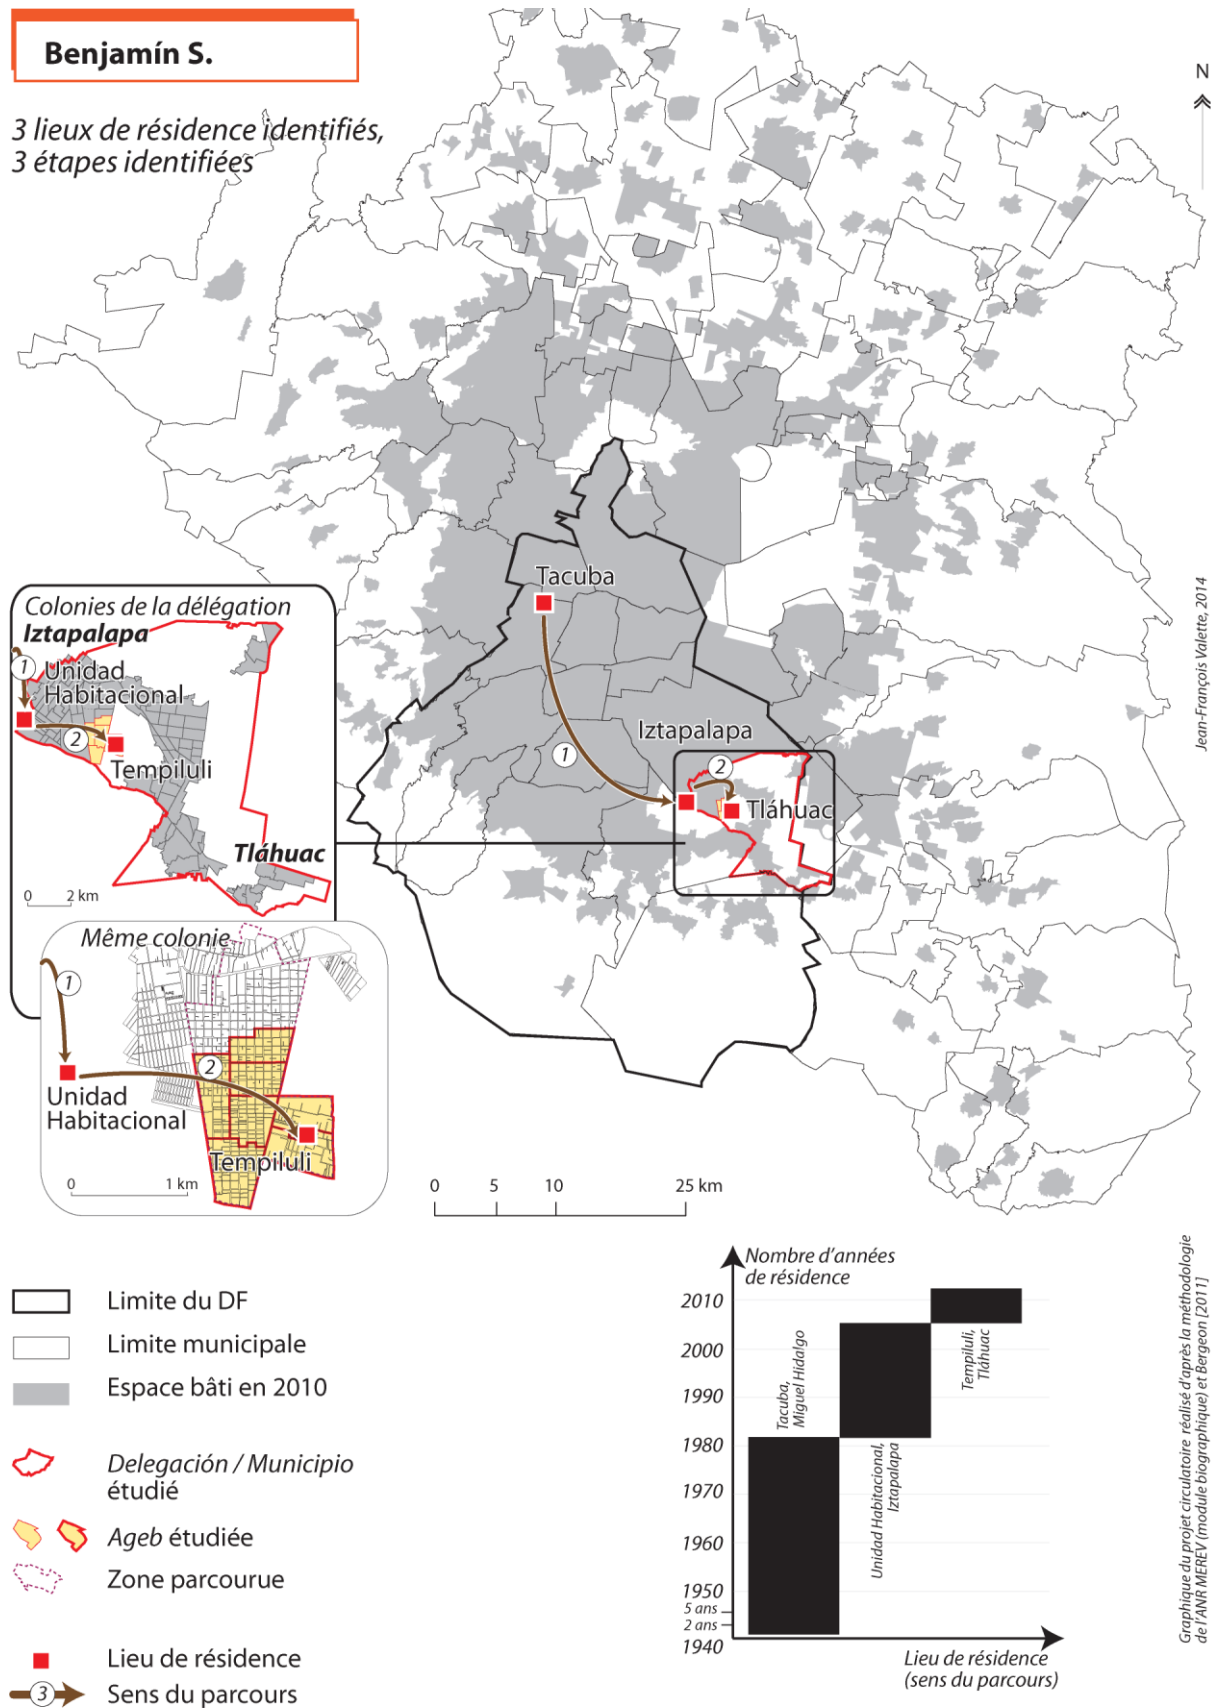 Benjamín S.
3 lieux de résidence identifiés,
3 étapes identifiées
N
Jean-François Valette, 2014
Tacuba
Iztapalapa
1
2
Tláhuac
Colonies de la délégation
Iztapalapa
1
Unidad
Habitacional
2
Tempiluli
Tláhuac
0 2 km
Même colonie
1
2
Unidad
Habitacional
Tempiluli
0 1 km
0 5 10 25 km
Limite du DF
Limite municipale
Espace bâti en 2010
Delegación / Municipio
étudié
Ageb étudiée
Zone parcourue
Lieu de résidence
3 Sens du parcours
Nombre d'années
de résidence
2010
2000
1990
1980
1970
1960
1950
5 ans
2 ans
1940
Tacuba,
Miguel Hidalgo
Unidad Habitacional,
Iztapalapa
Tempiluli,
Tláhuac
Lieu de résidence
(sens du parcours)
Graphique du projet circulatoire réalisé d'après la méthodologie
de l'ANR MEREV (module biographique) et Bergeon [2011]